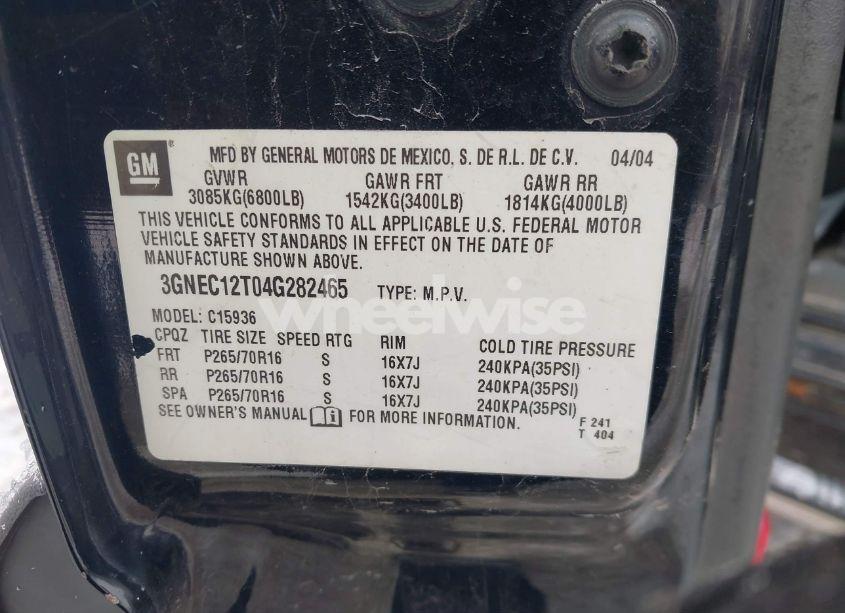 GM
MFD BY GENERAL MOTORS DE MEXICO, S. DE R.L. DE C.V. 04/04
GVWR GAWR FRT GAWR RR
3085KG(6800LB) 1542KG(3400LB) 1814KG(4000LB)
THIS VEHICLE CONFORMS TO ALL APPLICABLE U.S. FEDERAL MOTOR
VEHICLE SAFETY STANDARDS IN EFFECT ON THE DATE OF
MANUFACTURE SHOWN ABOVE.
3GNEC12T04G282465 TYPE: M.P.V.
wheelwise
MODEL: C15936
CPQZ TIRE SIZE SPEED RTG RIM COLD TIRE PRESSURE
FRT P265/70R16 S 16X7J 240KPA(35PSI)
RR P265/70R16 S 16X7J 240KPA(35PSI)
SPA P265/70R16 S 16X7J 240KPA(35PSI)
SEE OWNER'S MANUAL FOR MORE INFORMATION.
F 241
T 404